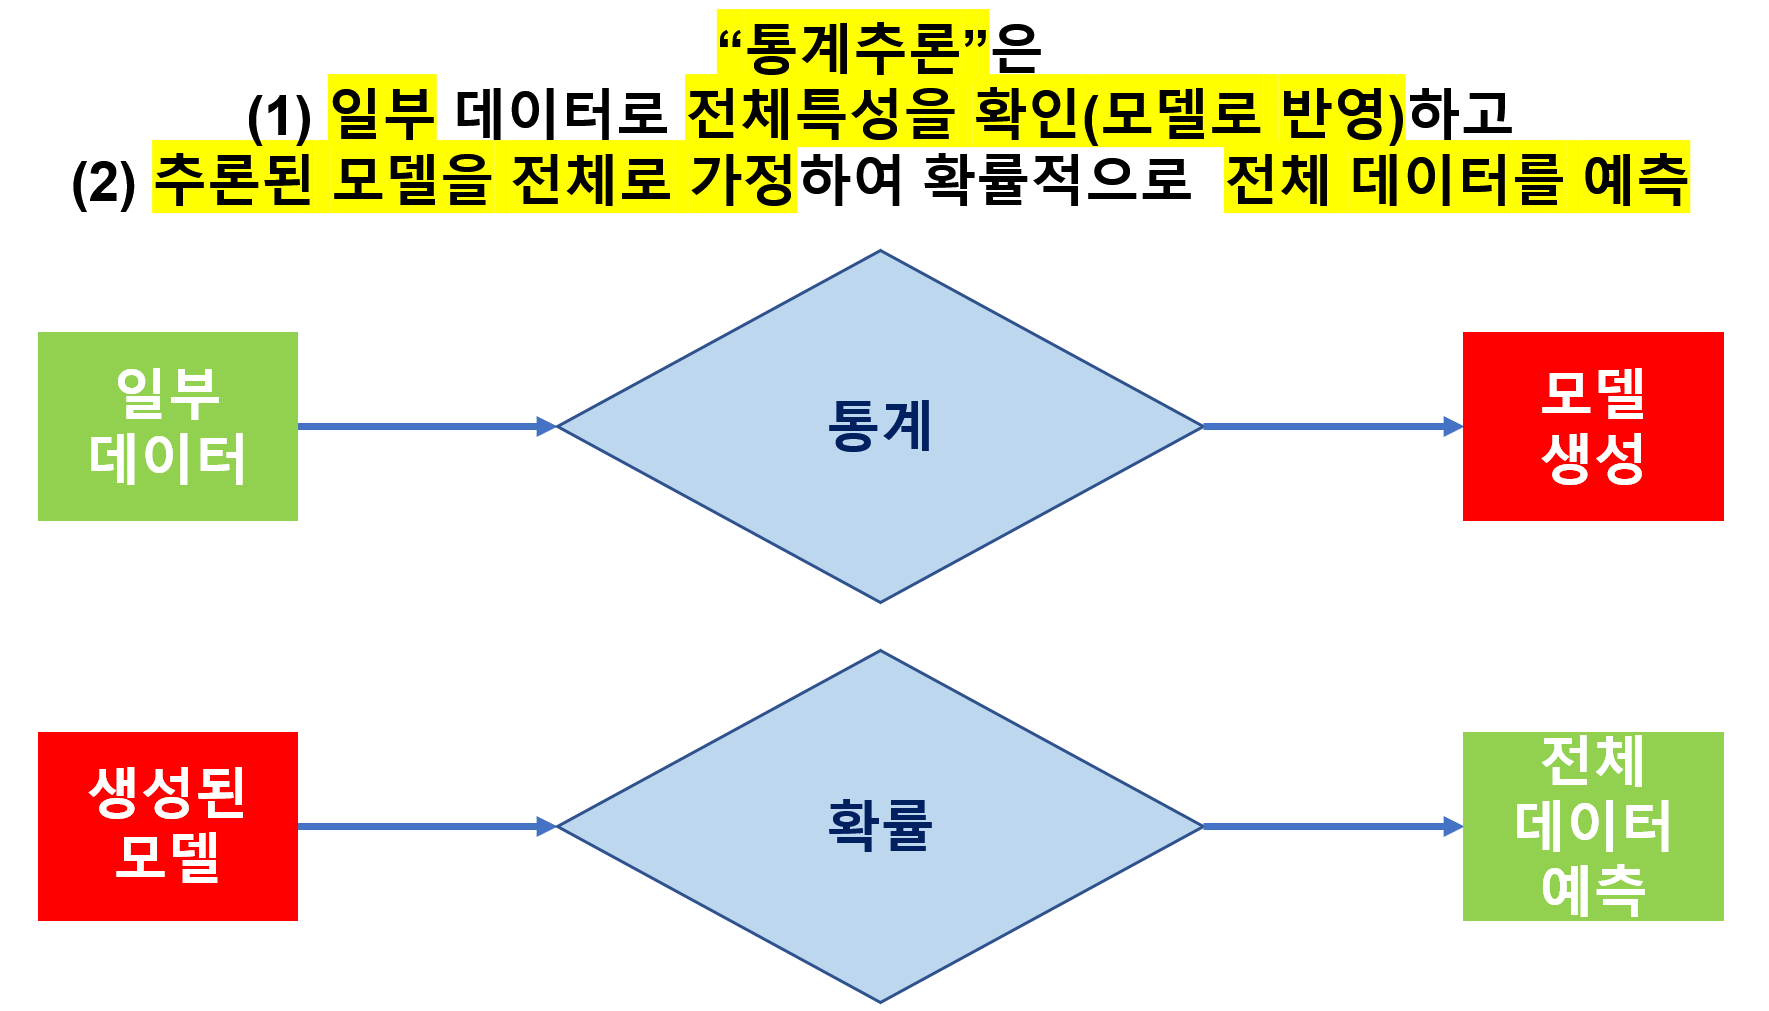 “통계추론”은
(1) 일부 데이터로 전체특성을 확인(모델로 반영)하고
(2) 추론된 모델을 전체로 가정하여 확률적으로 전체 데이터를 예측
일부
데이터
통계
모델
생성
생성된
모델
확률
전체
데이터
예측